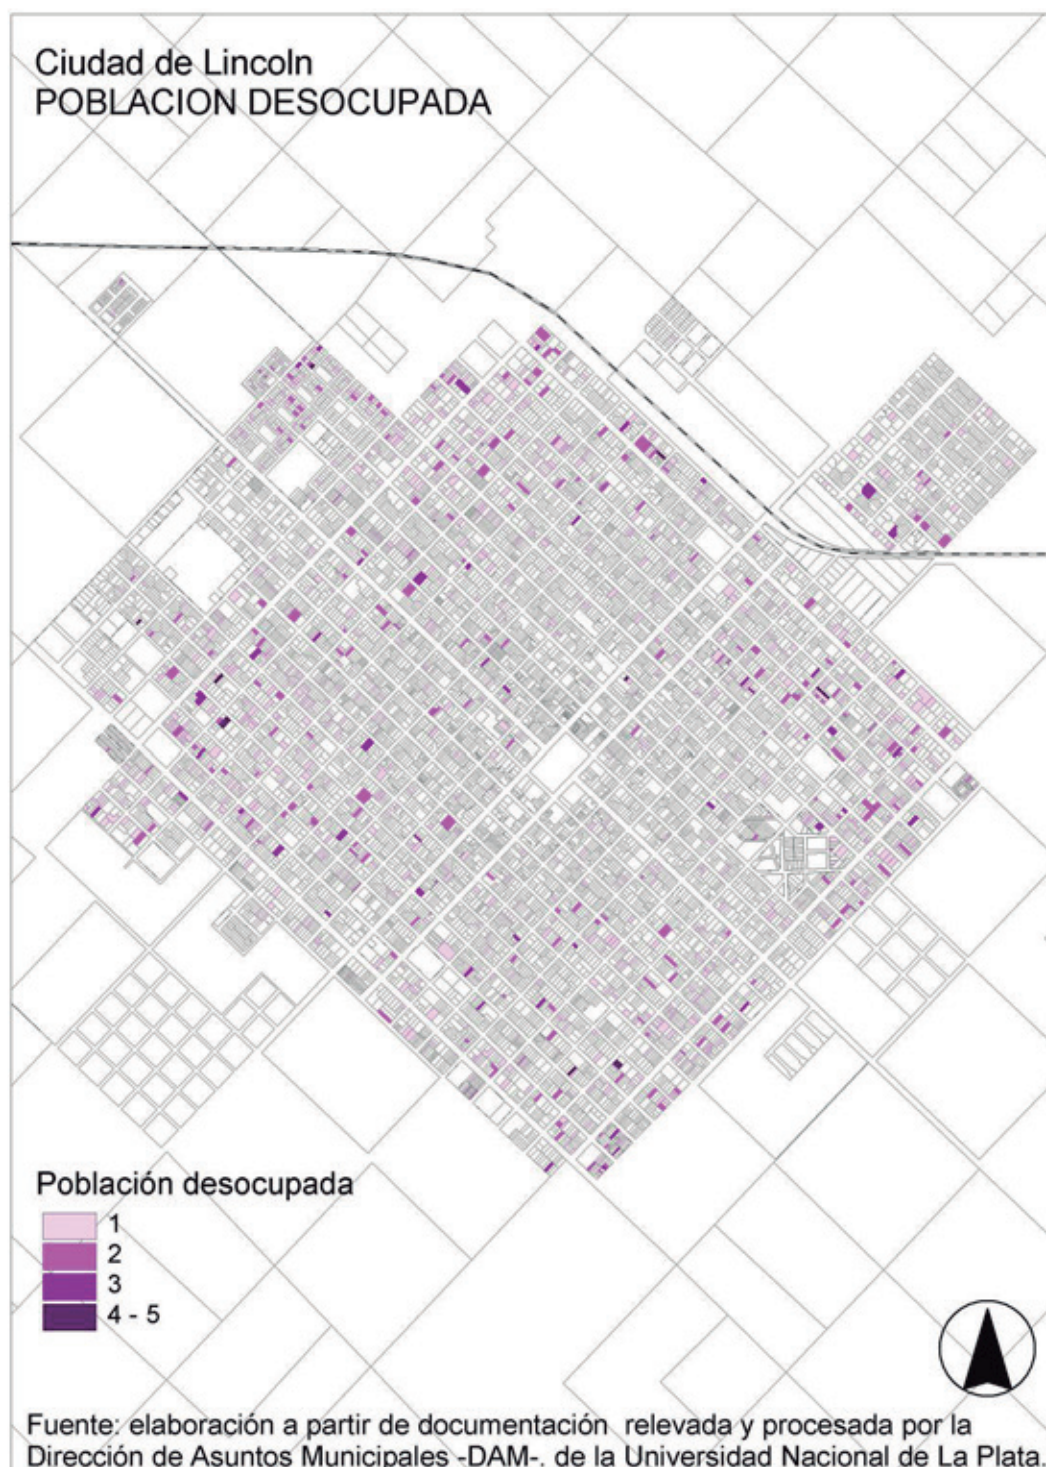 Ciudad de Lincoln
POBLACION DESOCUPADA
Población desocupada
1
2
3
4 - 5
Fuente: elaboración a partir de documentación relevada y procesada por la
Dirección de Asuntos Municipales -DAM-. de la Universidad Nacional de La Plata.